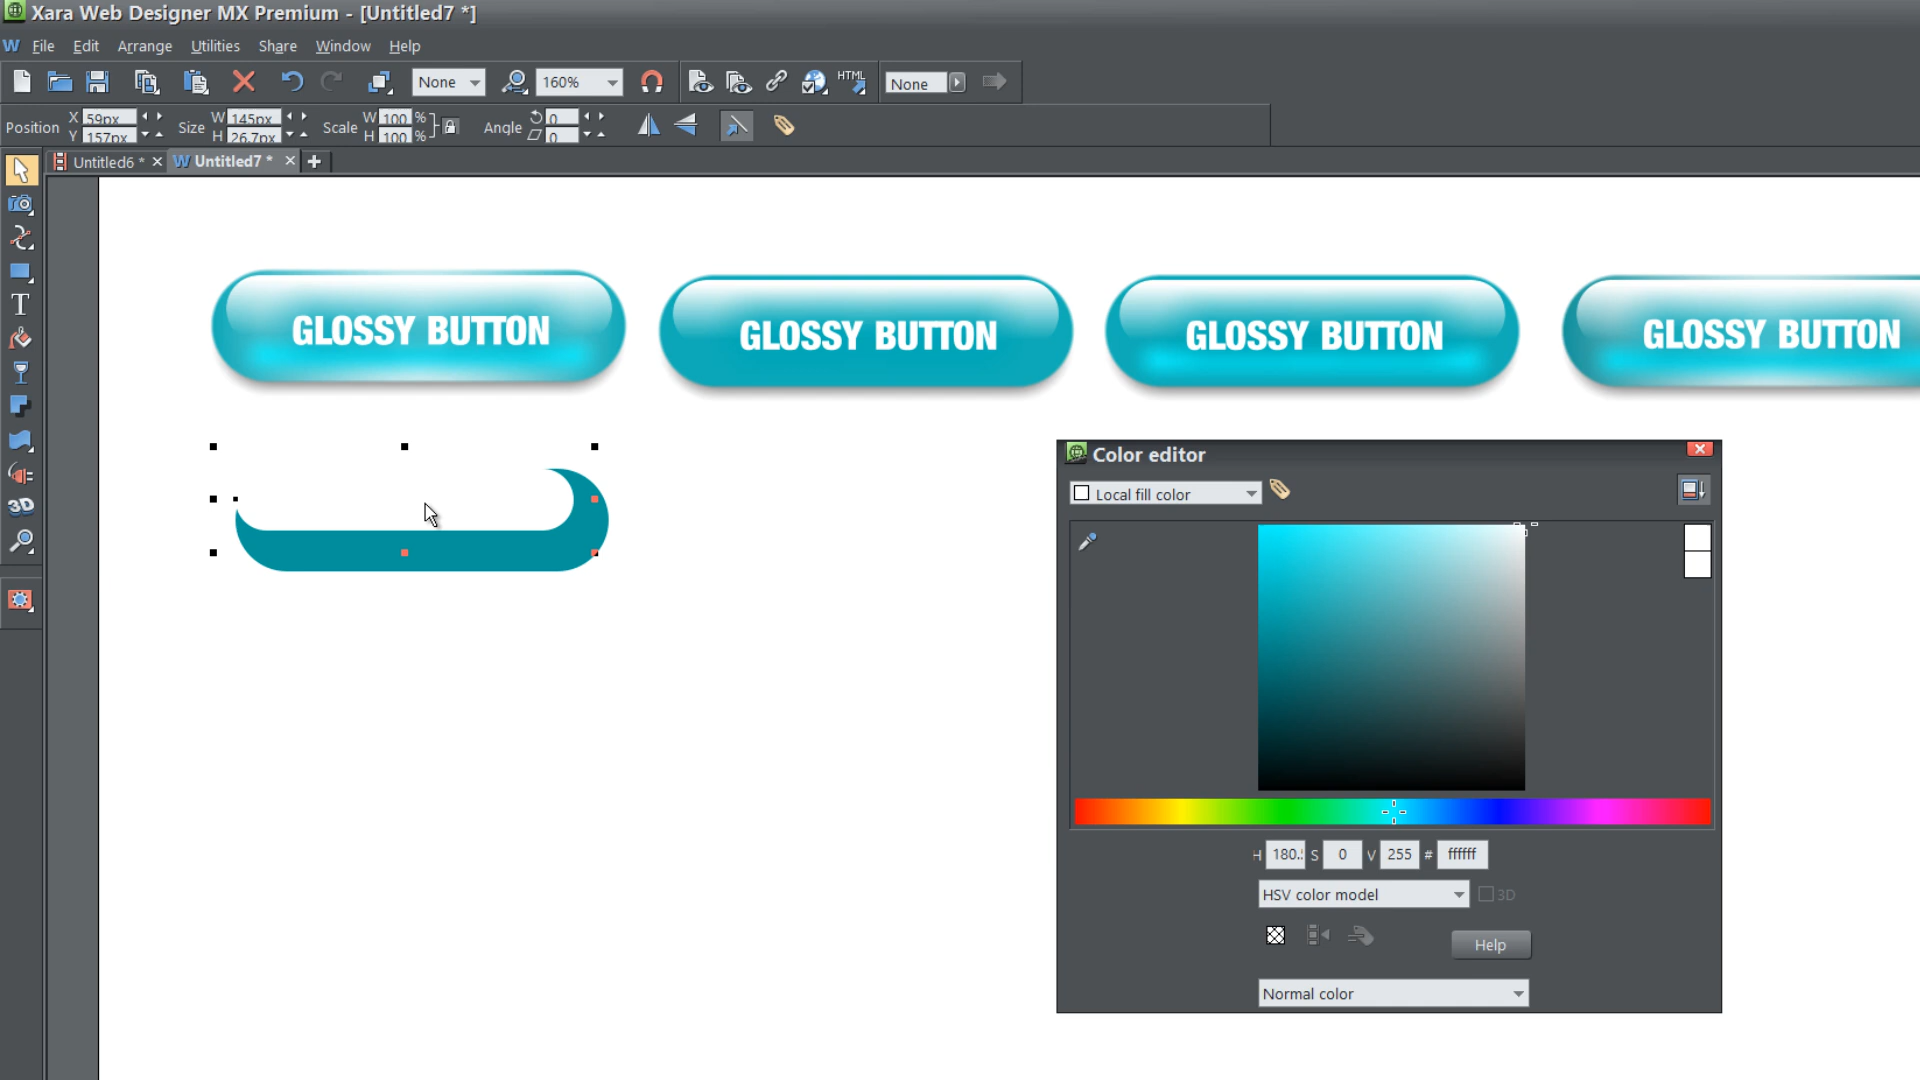 Xara Web Designer MX Premium - [Untitled7 *]
W File Edit Arrange Utilities Share Window Help
None 160% HTML None
Position X 59px Y 157px Size W 145px H 26.7px Scale W 100 % H 100 % Angle 0 0
Untitled6 * W Untitled7 *
T
3D
GLOSSY BUTTON GLOSSY BUTTON GLOSSY BUTTON GLOSSY BUTTON
Color editor
Local fill color
H 180. S 0 V 255 # ffffff
HSV color model 3D
Help
Normal color